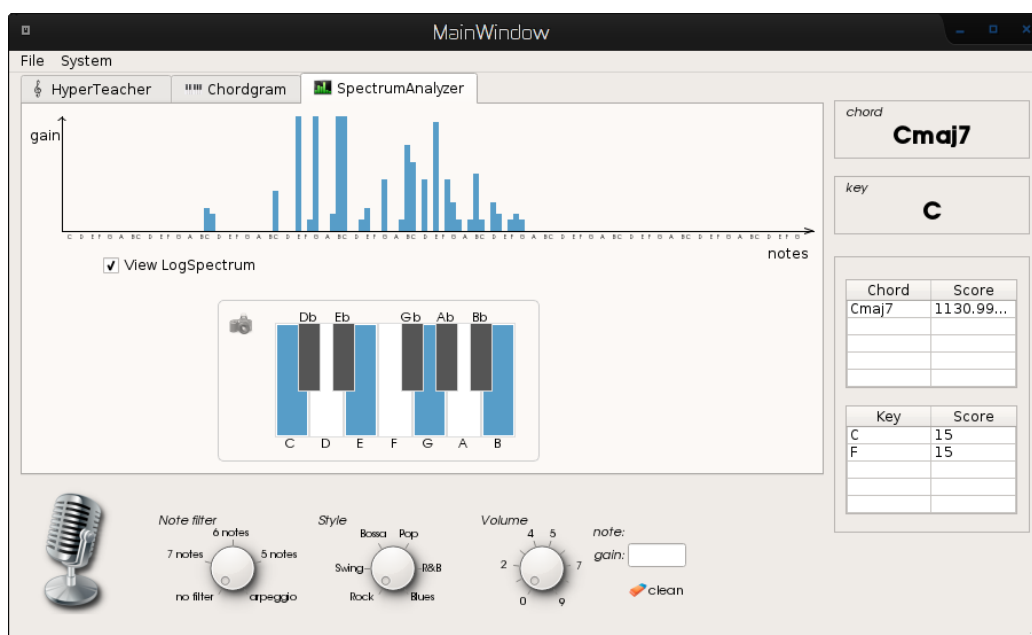 MainWindow
File System
HyperTeacher Chordgram SpectrumAnalyzer
gain
C D E F G A B C D E F G A B C D E F G A B C D E F G A B C D E F G A B C D E F G A B C D E F G A B C D E F G A B C D E F G A B C D E F G A B C D E F G
notes
View LogSpectrum
Db Eb Gb Ab Bb
C D E F G A B
chord
Cmaj7
key
C
Chord Score
Cmaj7 1130.99...
Key Score
C 15
F 15
Note filter
6 notes
7 notes 5 notes
no filter arpeggio
Style
Bossa Pop
Swing R&B
Rock Blues
Volume
4 5
2 7
0 9
note:
gain:
clean